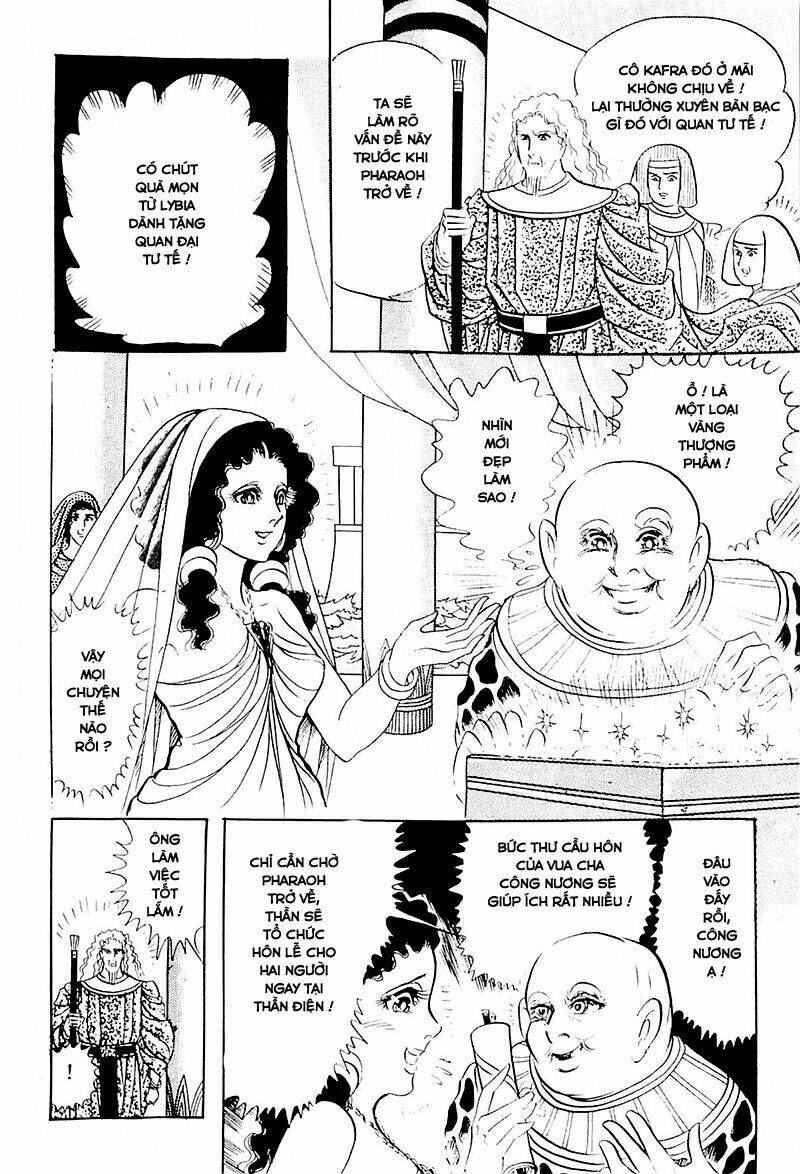 CÔ KAFRA ĐÓ Ở MÃI
KHÔNG CHỊU VỀ !
LẠI THƯỜNG XUYÊN BÀN BẠC
GÌ ĐÓ VỚI QUAN TƯ TẾ !
TA SẼ
LÀM RÕ
VẤN ĐỀ NÀY
TRƯỚC KHI
PHARAOH
TRỞ VỀ !
CÓ CHÚT
QUÀ MỌN
TỪ LYBIA
DÀNH TẶNG
QUAN ĐẠI
TƯ TẾ !
Ồ ! LÀ
MỘT LOẠI
VÀNG
THƯỢNG
PHẨM !
NHÌN
MỚI
ĐẸP
LÀM
SAO !
VẬY
MỌI
CHUYỆN
THẾ
NÀO
RỒI ?
ĐÂU
VÀO
ĐẤY
RỒI,
CÔNG
NƯƠNG
Ạ !
BỨC THƯ CẦU HÔN
CỦA VUA CHA
CÔNG NƯƠNG SẼ
GIÚP ÍCH RẤT NHIỀU !
CHỈ CẦN CHỜ
PHARAOH
TRỞ VỀ,
THẦN SẼ
TỔ CHỨC
HÔN LỄ CHO
HAI NGƯỜI
NGAY TẠI
THẦN ĐIỆN !
ÔNG
LÀM
VIỆC
TỐT
LẮM !
!